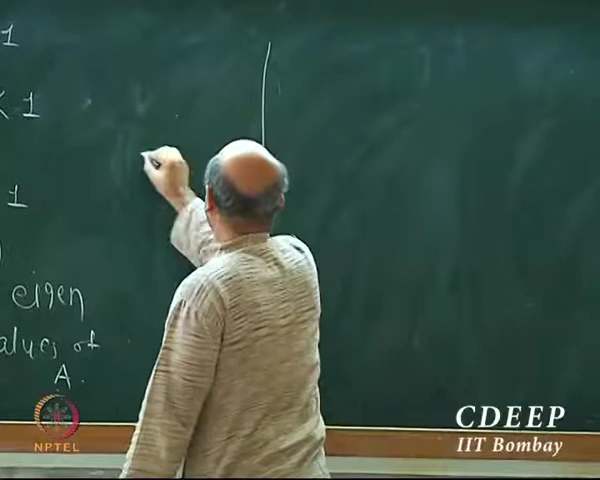 1
< 1
1
eigen
values of
A
NPTEL
CDEEP
IIT Bombay